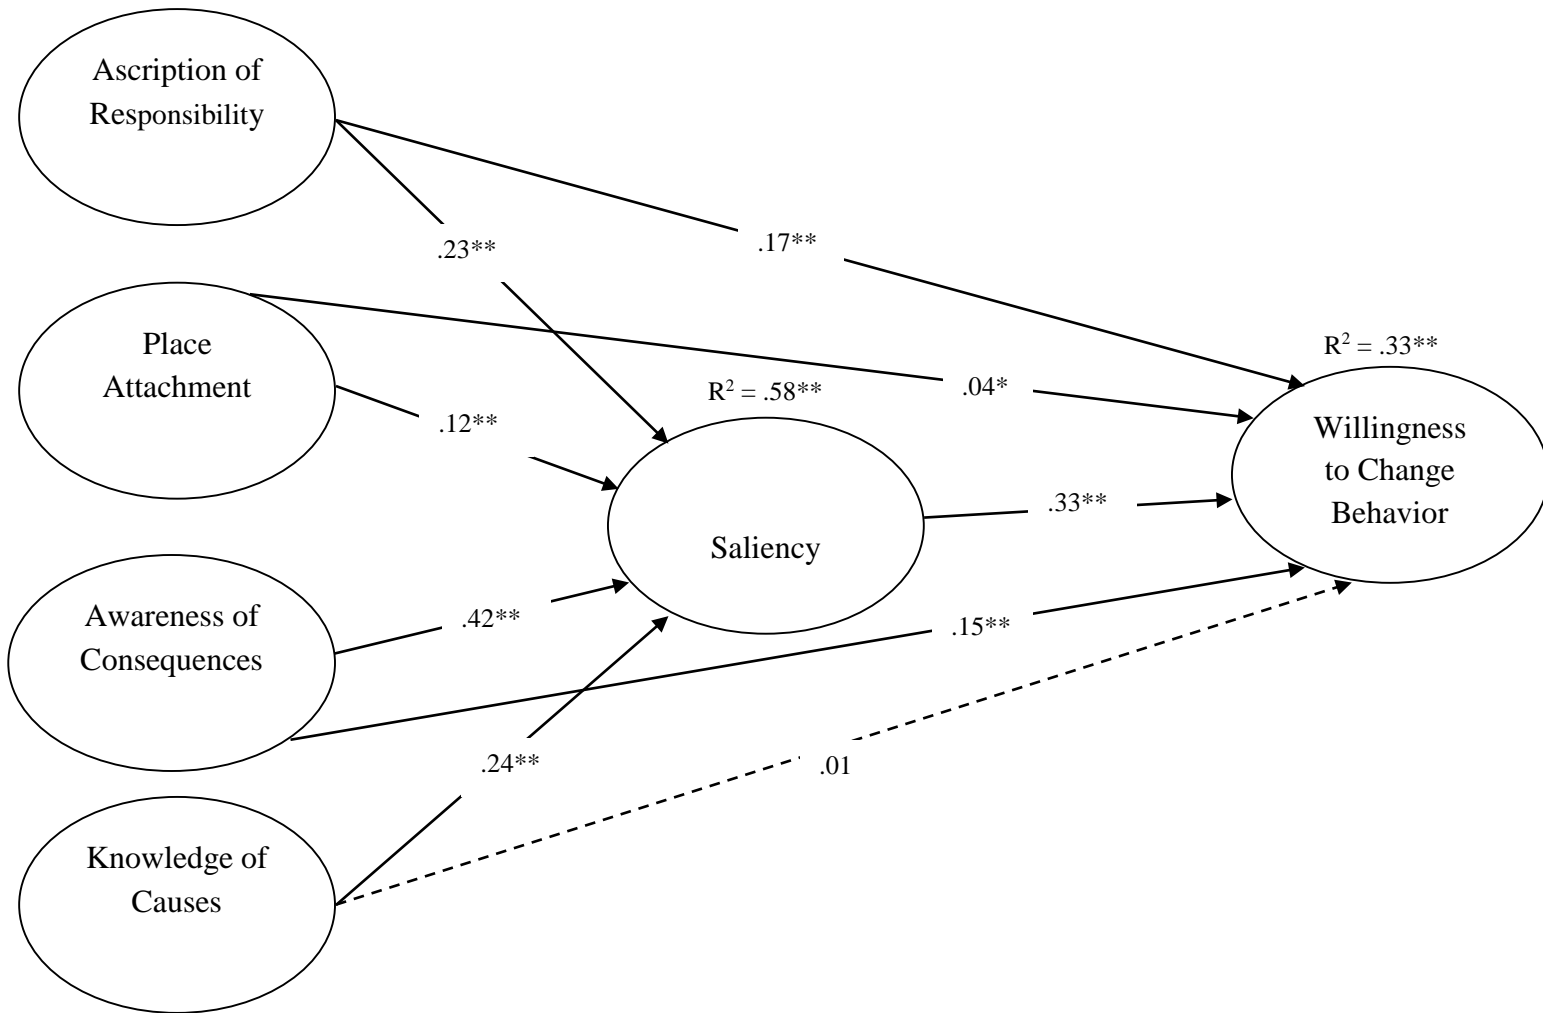 Ascription of
Responsibility
.23**
.17**
Place
Attachment
R² = .33**
R² = .58**
.04*
.12**
Willingness
to Change
Behavior
.33**
Saliency
Awareness of
Consequences
.42**
.15**
.24**
.01
Knowledge of
Causes